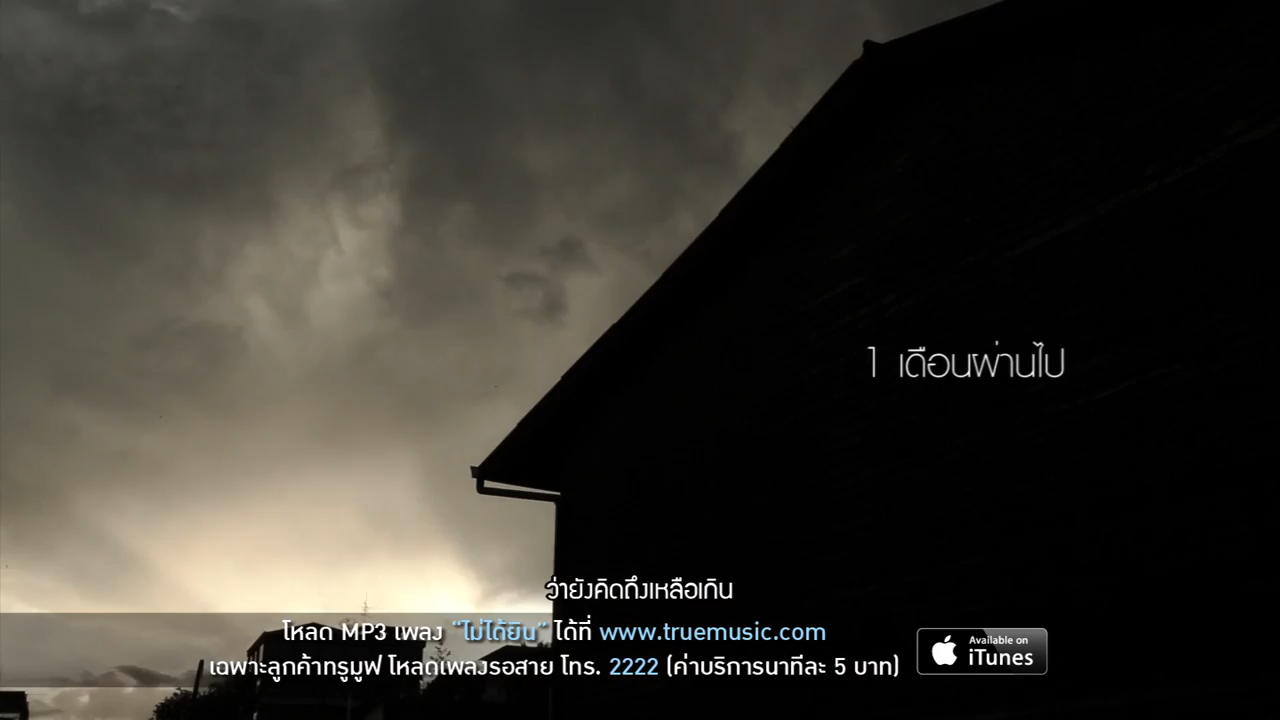 1 เดือนผ่านไป
ว่ายังคิดถึงเหลือเกิน
โหลด MP3 เพลง “ไม่ได้ยิน” ได้ที่ www.truemusic.com
เฉพาะลูกค้าทรูมูฟ โหลดเพลงรอสาย โทร. 2222 (ค่าบริการนาทีละ 5 บาท)
Available on
iTunes